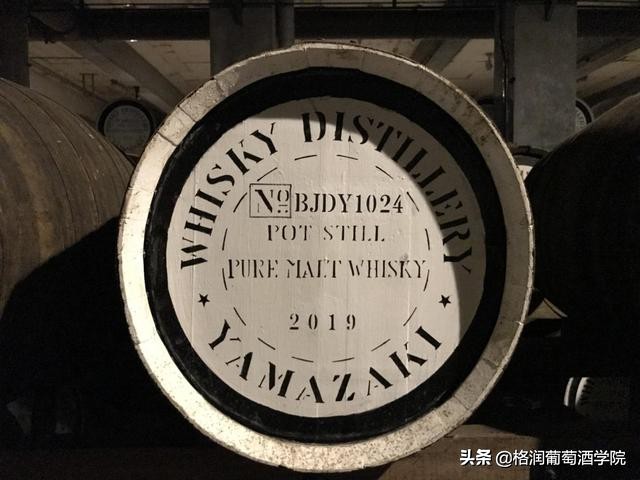 WHISKY DISTILLERY
No BJDY1024
POT STILL
PURE MALT WHISKY
2019
YAMAZAKI
头条 @格润葡萄酒学院